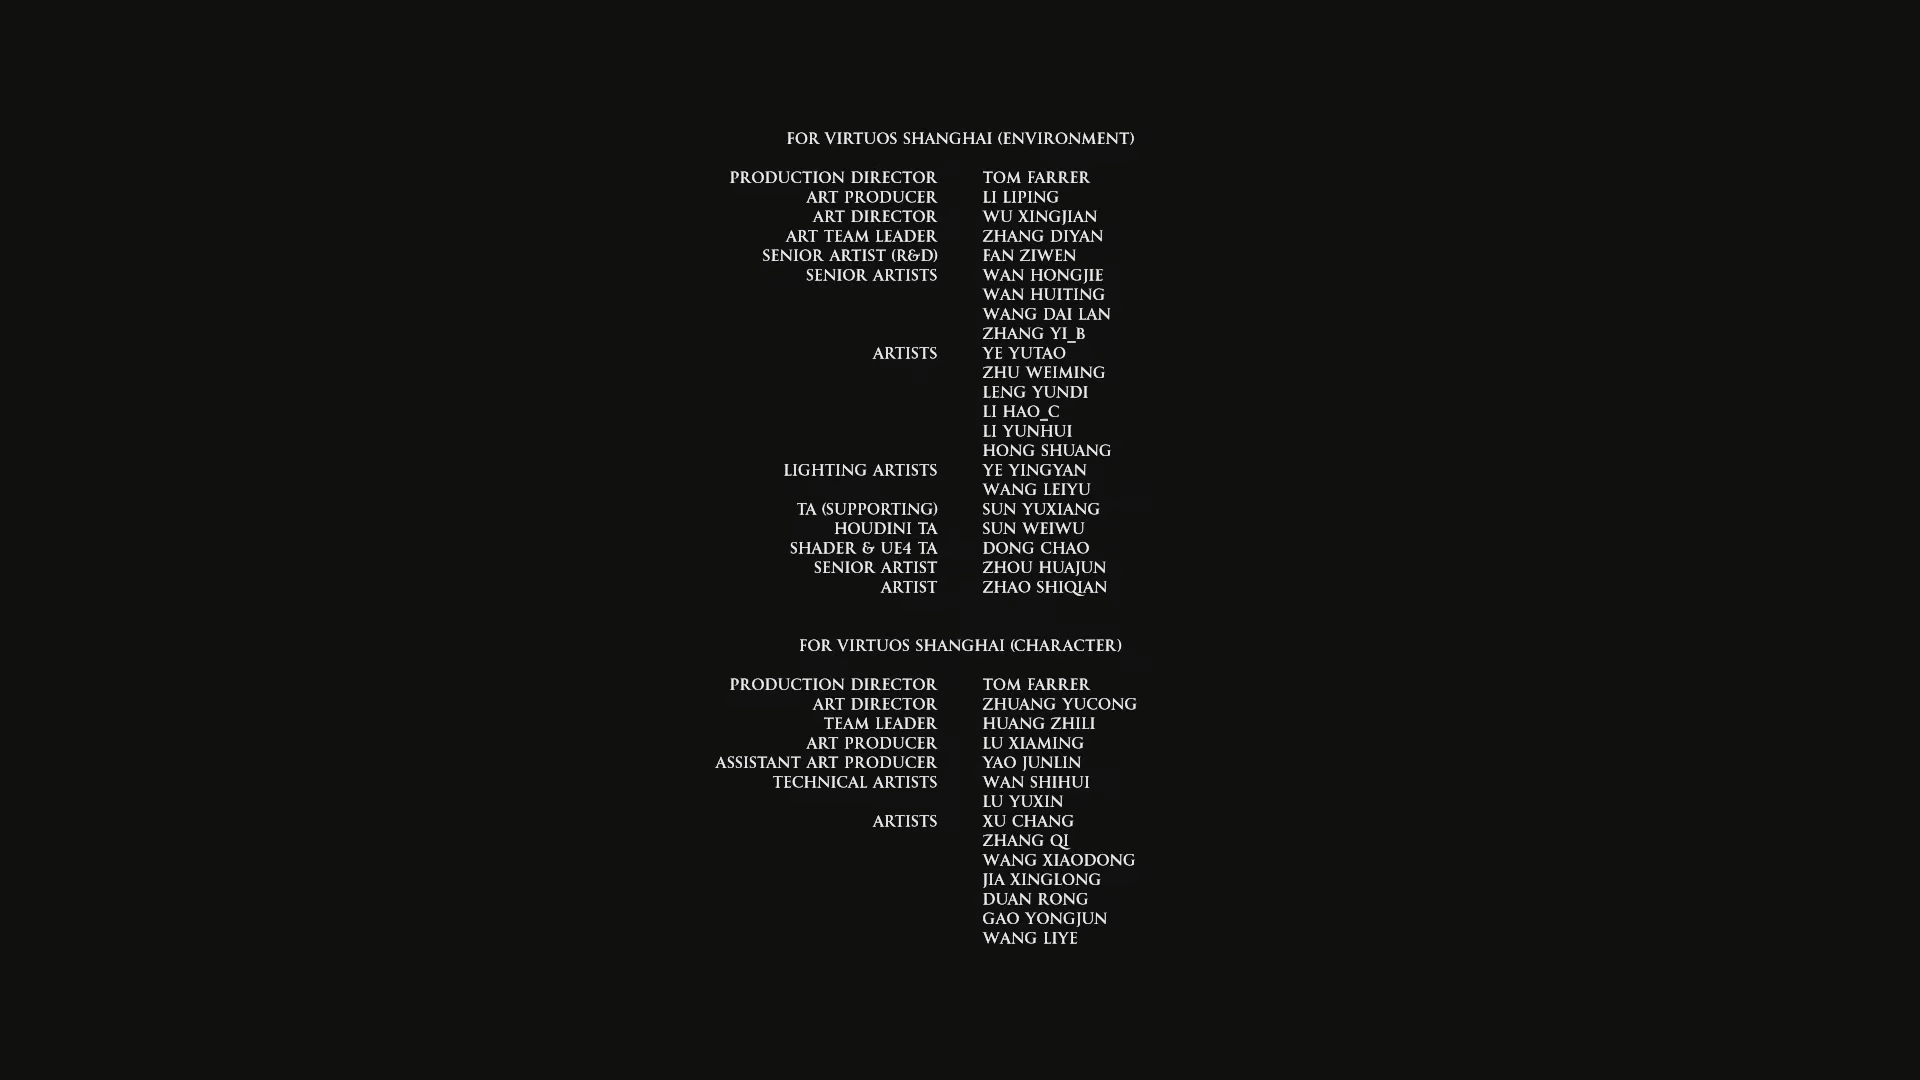 FOR VIRTUOS SHANGHAI (ENVIRONMENT)
PRODUCTION DIRECTOR TOM FARRER
ART PRODUCER LI LIPING
ART DIRECTOR WU XINGJIAN
ART TEAM LEADER ZHANG DIYAN
SENIOR ARTIST (R&D) FAN ZIWEN
SENIOR ARTISTS WAN HONGJIE
WAN HUITING
WANG DAI LAN
ZHANG YI_B
ARTISTS YE YUTAO
ZHU WEIMING
LENG YUNDI
LI HAO_C
LI YUNHUI
HONG SHUANG
LIGHTING ARTISTS YE YINGYAN
WANG LEIYU
TA (SUPPORTING) SUN YUXIANG
HOUDINI TA SUN WEIWU
SHADER & UE4 TA DONG CHAO
SENIOR ARTIST ZHOU HUAJUN
ARTIST ZHAO SHIQIAN
FOR VIRTUOS SHANGHAI (CHARACTER)
PRODUCTION DIRECTOR TOM FARRER
ART DIRECTOR ZHUANG YUCONG
TEAM LEADER HUANG ZHILI
ART PRODUCER LU XIAMING
ASSISTANT ART PRODUCER YAO JUNLIN
TECHNICAL ARTISTS WAN SHIHUI
LU YUXIN
ARTISTS XU CHANG
ZHANG QI
WANG XIAODONG
JIA XINGLONG
DUAN RONG
GAO YONGJUN
WANG LIYE